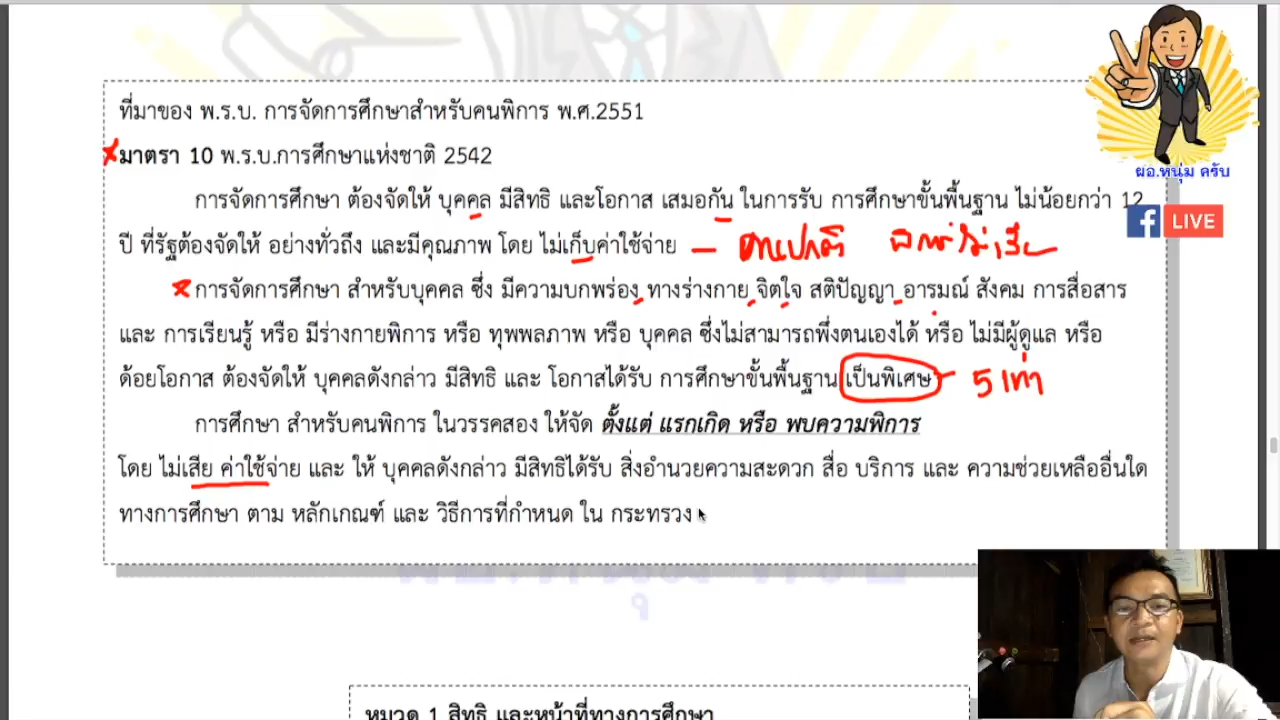 ที่มาของ พ.ร.บ. การจัดการศึกษาสำหรับคนพิการ พ.ศ.2551
มาตรา 10 พ.ร.บ.การศึกษาแห่งชาติ 2542
การจัดการศึกษา ต้องจัดให้ บุคคล มีสิทธิ และโอกาส เสมอกัน ในการรับ การศึกษาขั้นพื้นฐาน ไม่น้อยกว่า 12
ปี ที่รัฐต้องจัดให้ อย่างทั่วถึง และมีคุณภาพ โดย ไม่เก็บค่าใช้จ่าย
การจัดการศึกษา สำหรับบุคคล ซึ่ง มีความบกพร่อง ทางร่างกาย จิตใจ สติปัญญา อารมณ์ สังคม การสื่อสาร
และ การเรียนรู้ หรือ มีร่างกายพิการ หรือ ทุพพลภาพ หรือ บุคคล ซึ่งไม่สามารถพึ่งตนเองได้ หรือ ไม่มีผู้ดูแล หรือ
ด้อยโอกาส ต้องจัดให้ บุคคลดังกล่าว มีสิทธิ และ โอกาสได้รับ การศึกษาขั้นพื้นฐาน เป็นพิเศษ - 5 เท่า
การศึกษา สำหรับคนพิการ ในวรรคสอง ให้จัด ตั้งแต่ แรกเกิด หรือ พบความพิการ
โดย ไม่เสีย ค่าใช้จ่าย และ ให้ บุคคลดังกล่าว มีสิทธิได้รับ สิ่งอำนวยความสะดวก สื่อ บริการ และ ความช่วยเหลืออื่นใด
ทางการศึกษา ตาม หลักเกณฑ์ และ วิธีการที่กำหนด ใน กระทรวง
ผอ.หนุ่ม ครับ
f LIVE
หมวด 1 สิทธิ และหน้าที่ทางการศึกษา